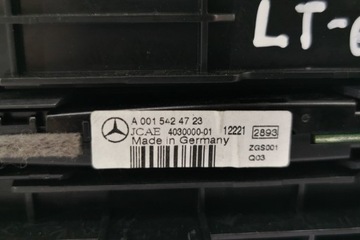 LT-
A 001 542 47 23
JCAE 4030000-01 12221 2893
Made in Germany
ZGS001
Q03